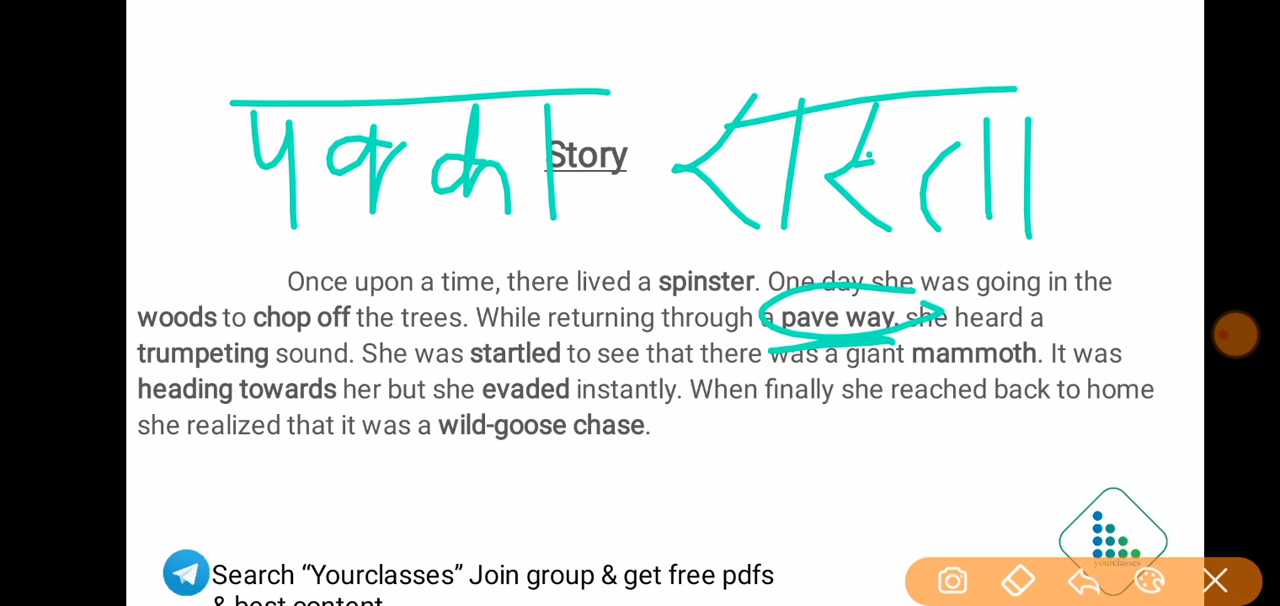 पक्का रास्ता
Story
Once upon a time, there lived a spinster. One day she was going in the
woods to chop off the trees. While returning through a pave way, she heard a
trumpeting sound. She was startled to see that there was a giant mammoth. It was
heading towards her but she evaded instantly. When finally she reached back to home
she realized that it was a wild-goose chase.
yourclasses
Search “Yourclasses” Join group & get free pdfs
& best content